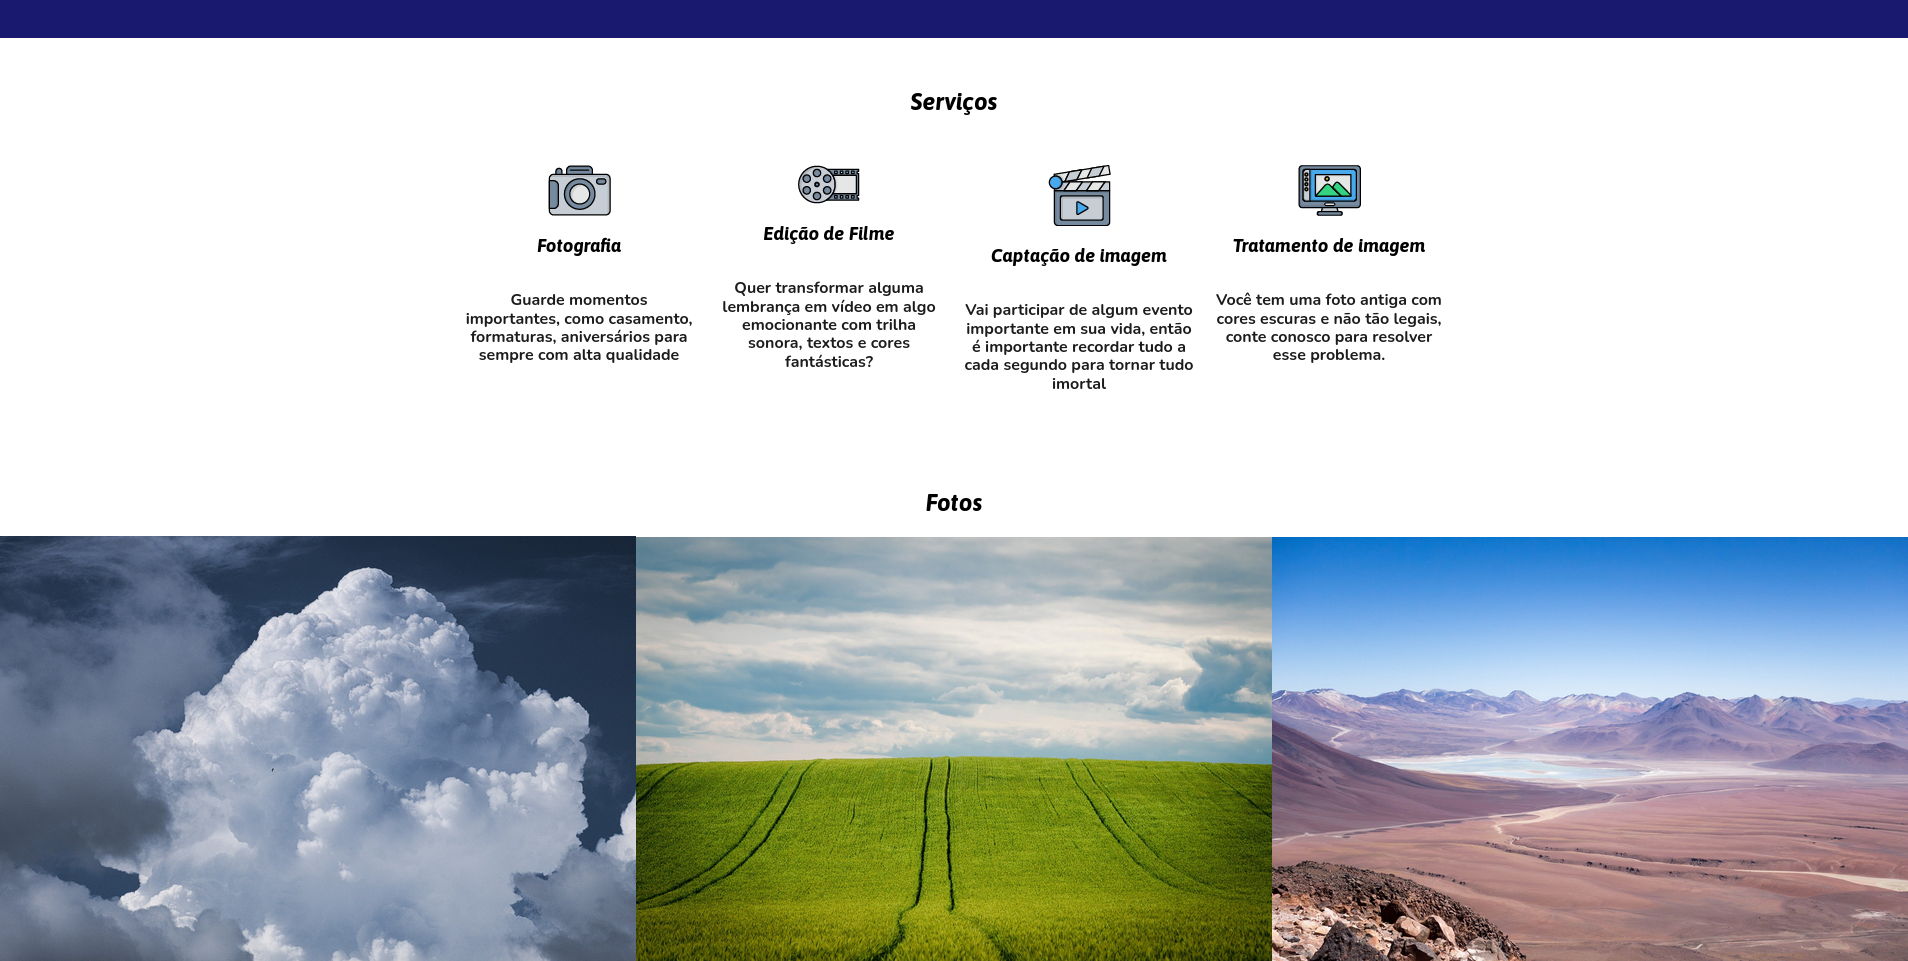 Serviços
Fotografia
Guarde momentos
importantes, como casamento,
formaturas, aniversários para
sempre com alta qualidade
Edição de Filme
Quer transformar alguma
lembrança em vídeo em algo
emocionante com trilha
sonora, textos e cores
fantásticas?
Captação de imagem
Vai participar de algum evento
importante em sua vida, então
é importante recordar tudo a
cada segundo para tornar tudo
imortal
Tratamento de imagem
Você tem uma foto antiga com
cores escuras e não tão legais,
conte conosco para resolver
esse problema.
Fotos